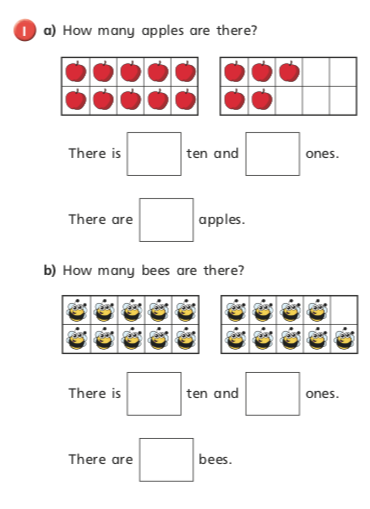 1 a) How many apples are there?
There is ten and ones.
There are apples.
b) How many bees are there?
There is ten and ones.
There are bees.